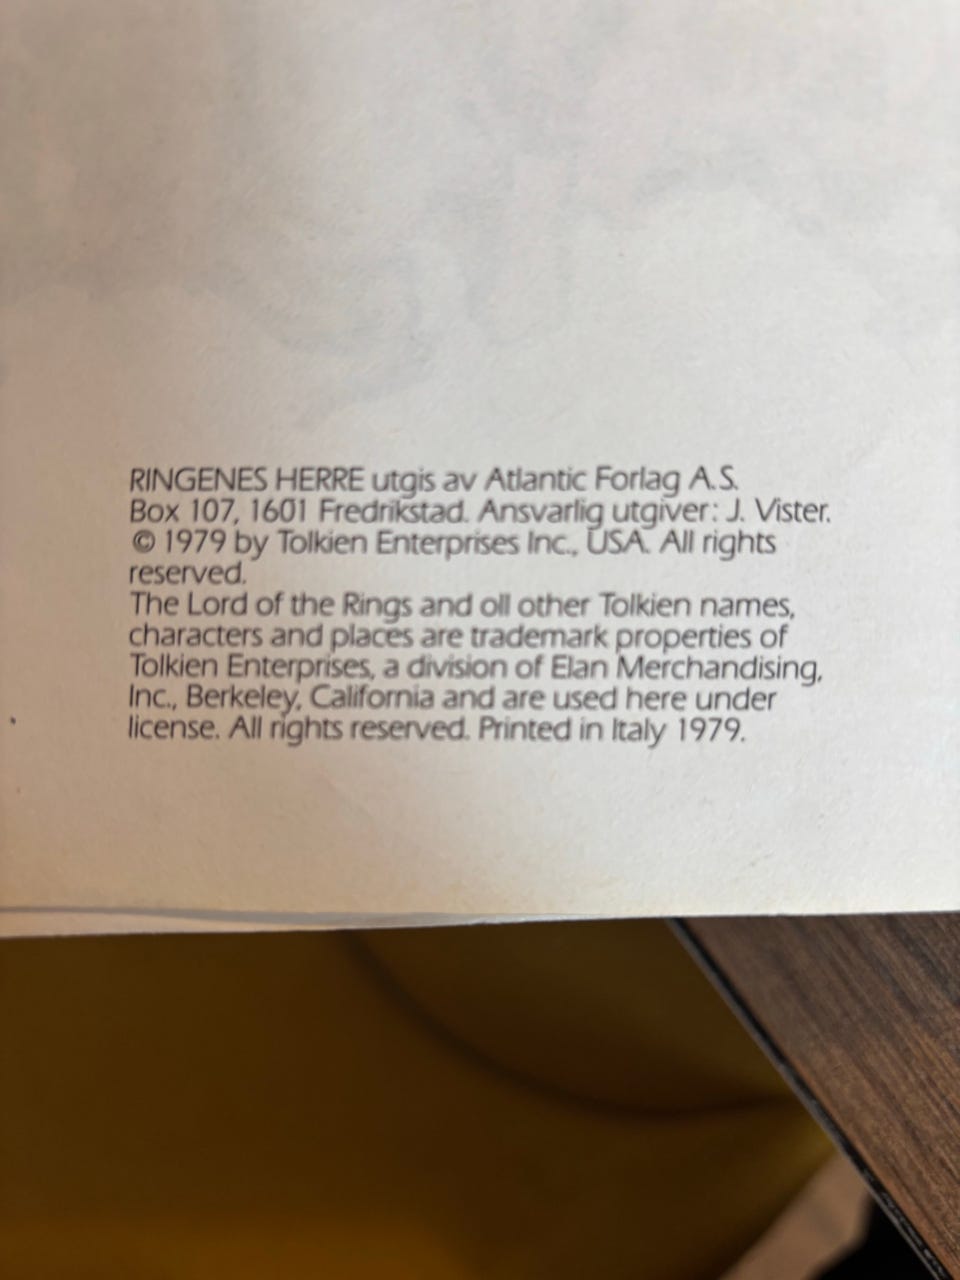 RINGENES HERRE utgis av Atlantic Forlag A.S.
Box 107, 1601 Fredrikstad. Ansvarlig utgiver: J. Vister.
© 1979 by Tolkien Enterprises Inc., USA. All rights
reserved.
The Lord of the Rings and oll other Tolkien names,
characters and places are trademark properties of
Tolkien Enterprises, a division of Elan Merchandising,
Inc., Berkeley, California and are used here under
license. All rights reserved. Printed in Italy 1979.